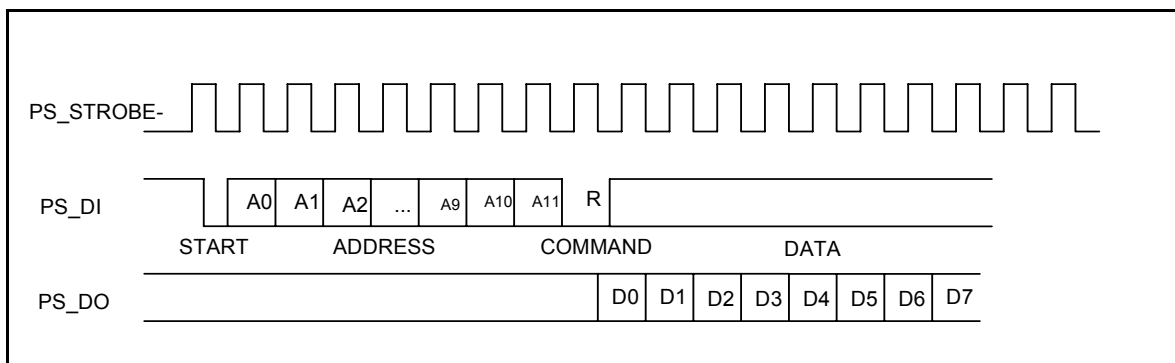 PS_STROBE-
PS_DI
A0 A1 A2 ... A9 A10 A11 R
START ADDRESS COMMAND DATA
PS_DO
D0 D1 D2 D3 D4 D5 D6 D7